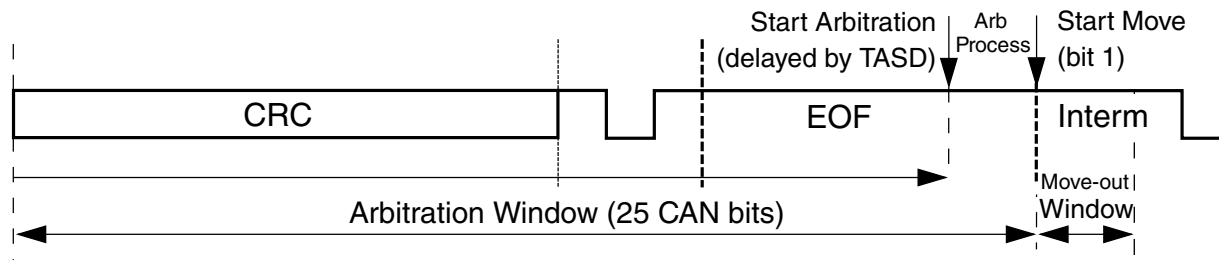 Start Arbitration
(delayed by TASD)
Arb
Process
Start Move
(bit 1)
CRC
EOF
Interm
Arbitration Window (25 CAN bits)
Move-out
Window